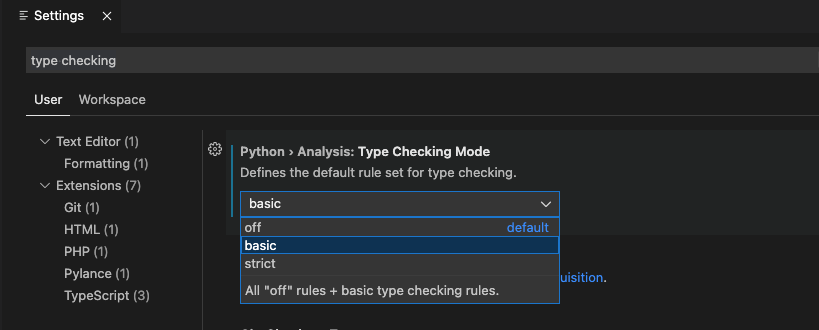 Settings
type checking
User Workspace
Text Editor (1)
Formatting (1)
Extensions (7)
Git (1)
HTML (1)
PHP (1)
Pylance (1)
TypeScript (3)
Python › Analysis: Type Checking Mode
Defines the default rule set for type checking.
basic
off default
basic
strict
All "off" rules + basic type checking rules.
uisition.